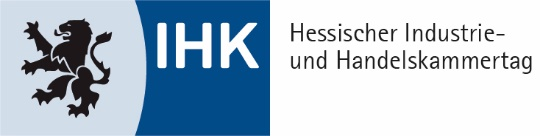 IHK
Hessischer Industrie-
und Handelskammertag